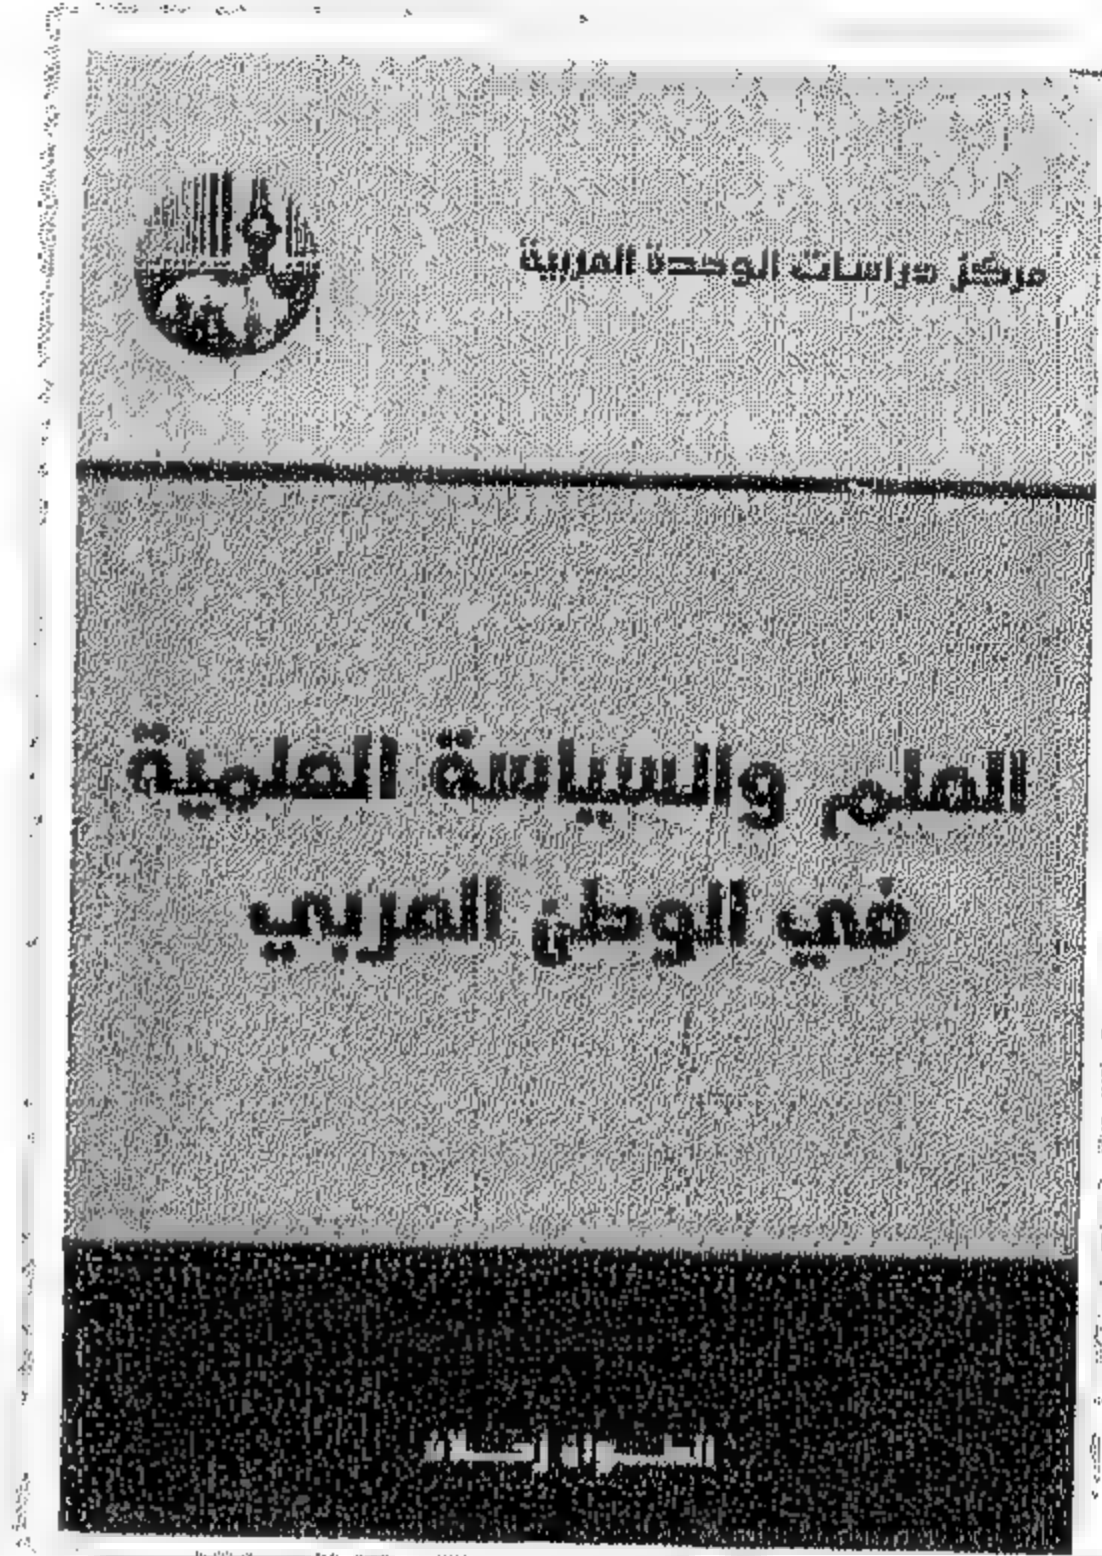 مركز دراسات الوحدة العربية
العلم والسياسة العلمية
في الوطن العربي